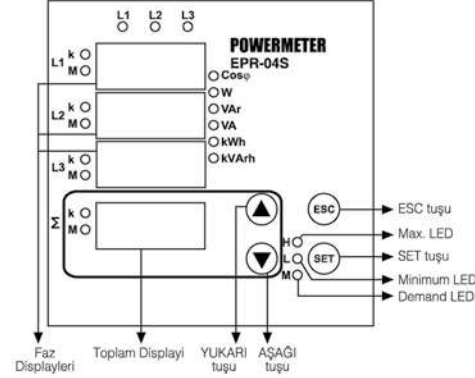 L1 L2 L3
POWERMETER
EPR-04S
L1 k
M
Cosφ
W
L2 k
M
VAr
VA
kWh
L3 k
M
kVArh
Σ k
M
ESC
ESC tuşu
Max. LED
H
SET
SET tuşu
L
Minimum LED
M
Demand LED
Faz Displayleri
Toplam Displayi
YUKARI tuşu
AŞAĞI tuşu